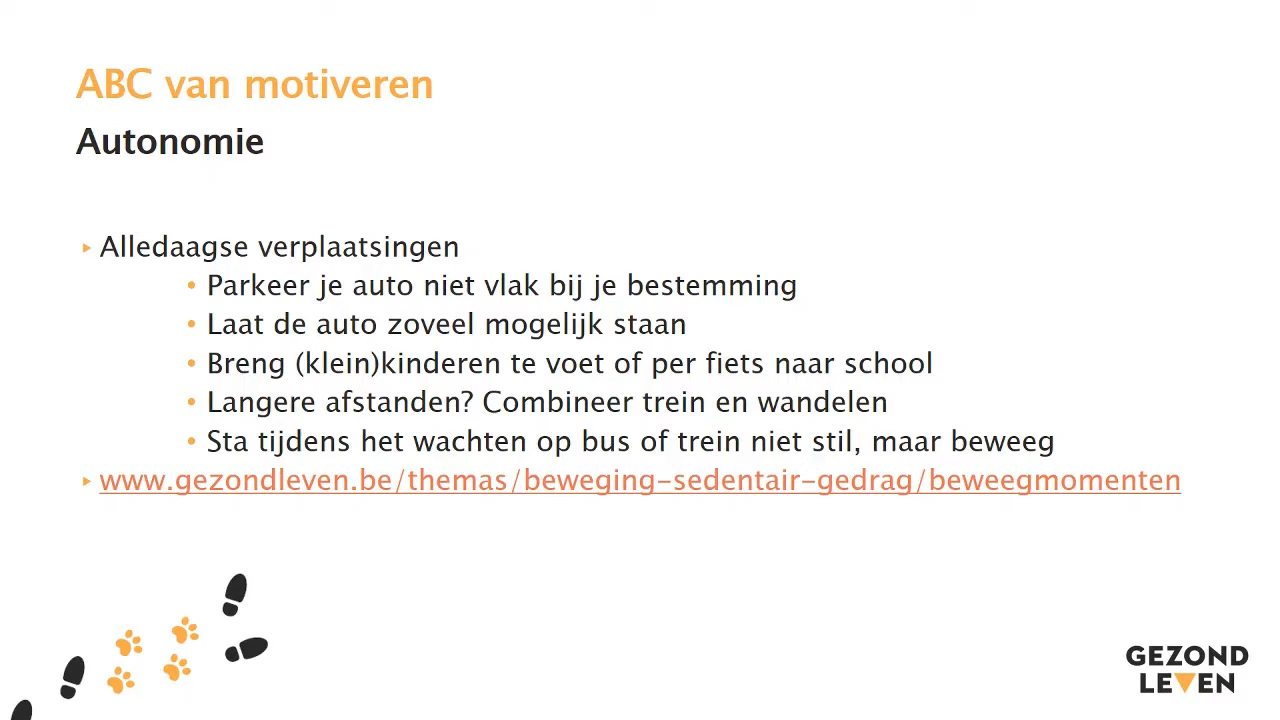 ABC van motiveren
Autonomie
Alledaagse verplaatsingen
Parkeer je auto niet vlak bij je bestemming
Laat de auto zoveel mogelijk staan
Breng (klein)kinderen te voet of per fiets naar school
Langere afstanden? Combineer trein en wandelen
Sta tijdens het wachten op bus of trein niet stil, maar beweeg
www.gezondleven.be/themas/beweging-sedentair-gedrag/beweegmomenten
GEZOND
LEVEN